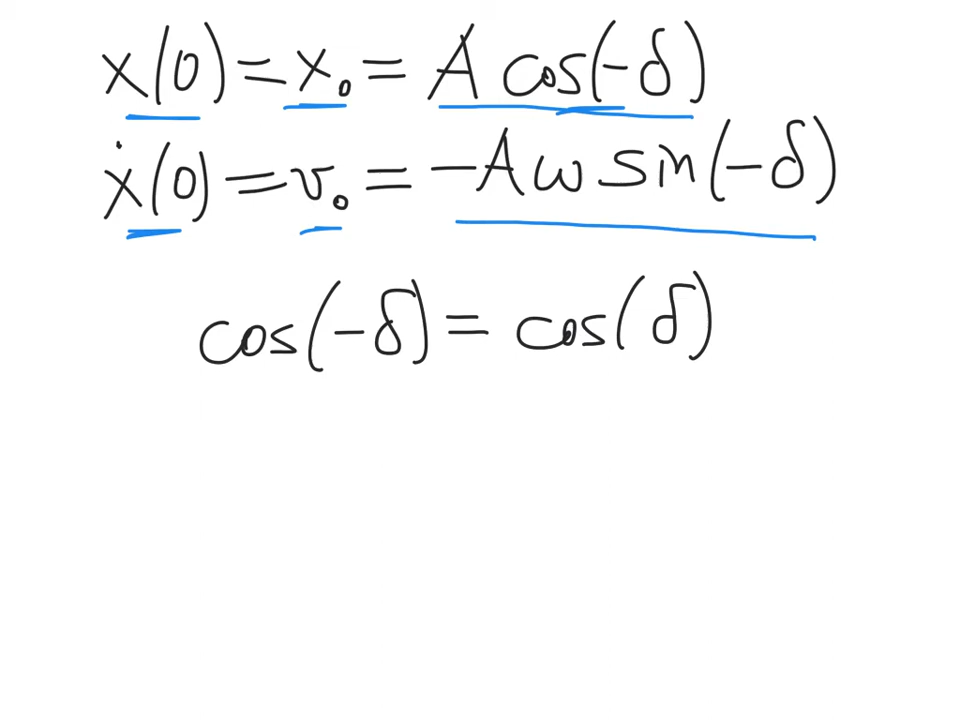 x(0) = x₀ = A cos(-δ)
ẋ(0) = v₀ = -Aω sin(-δ)
cos(-δ) = cos(δ)